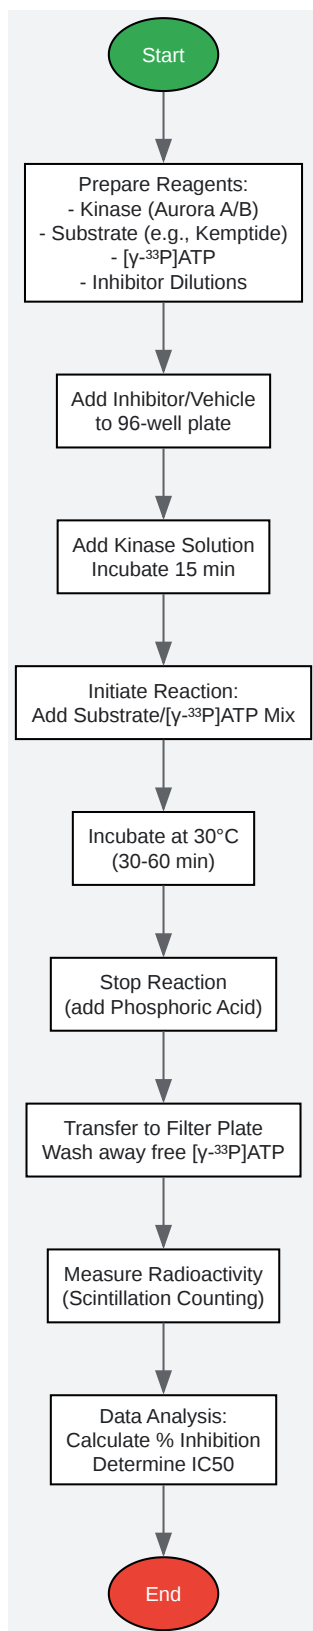 Start
Prepare Reagents:
- Kinase (Aurora A/B)
- Substrate (e.g., Kemptide)
- [γ-³³P]ATP
- Inhibitor Dilutions
Add Inhibitor/Vehicle
to 96-well plate
Add Kinase Solution
Incubate 15 min
Initiate Reaction:
Add Substrate/[γ-³³P]ATP Mix
Incubate at 30°C
(30-60 min)
Stop Reaction
(add Phosphoric Acid)
Transfer to Filter Plate
Wash away free [γ-³³P]ATP
Measure Radioactivity
(Scintillation Counting)
Data Analysis:
Calculate % Inhibition
Determine IC50
End